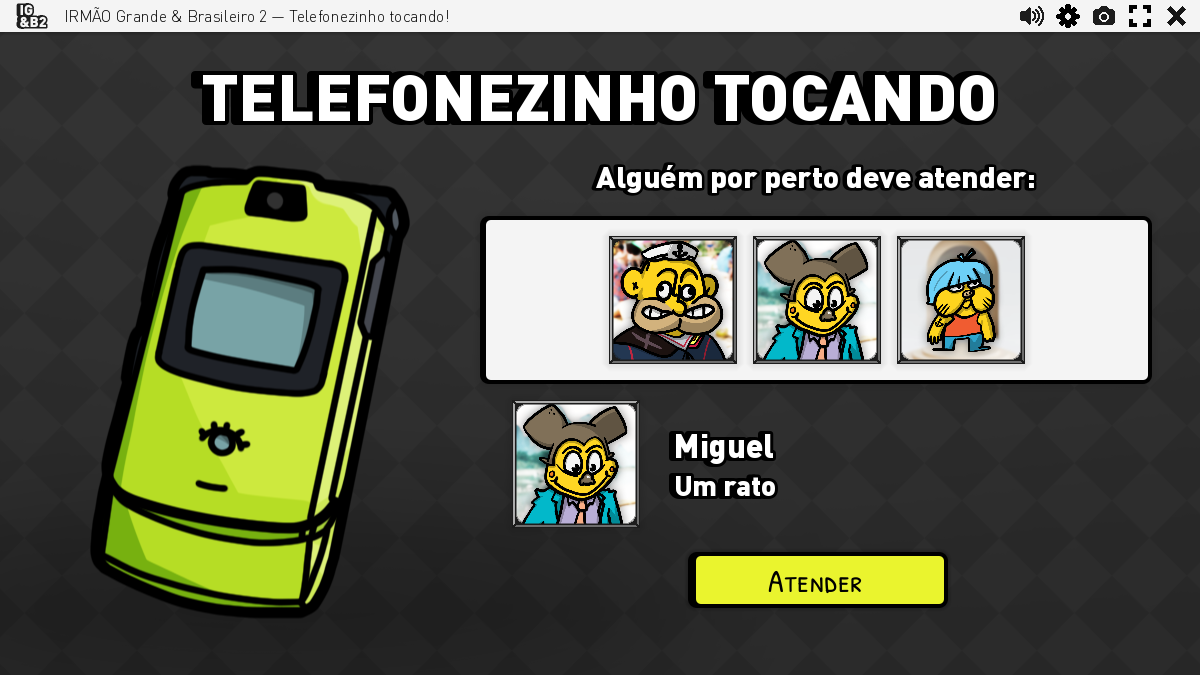 IG
&B2
IRMÃO Grande & Brasileiro 2 — Telefonezinho tocando!
TELEFONEZINHO TOCANDO
Alguém por perto deve atender:
Miguel
Um rato
Atender